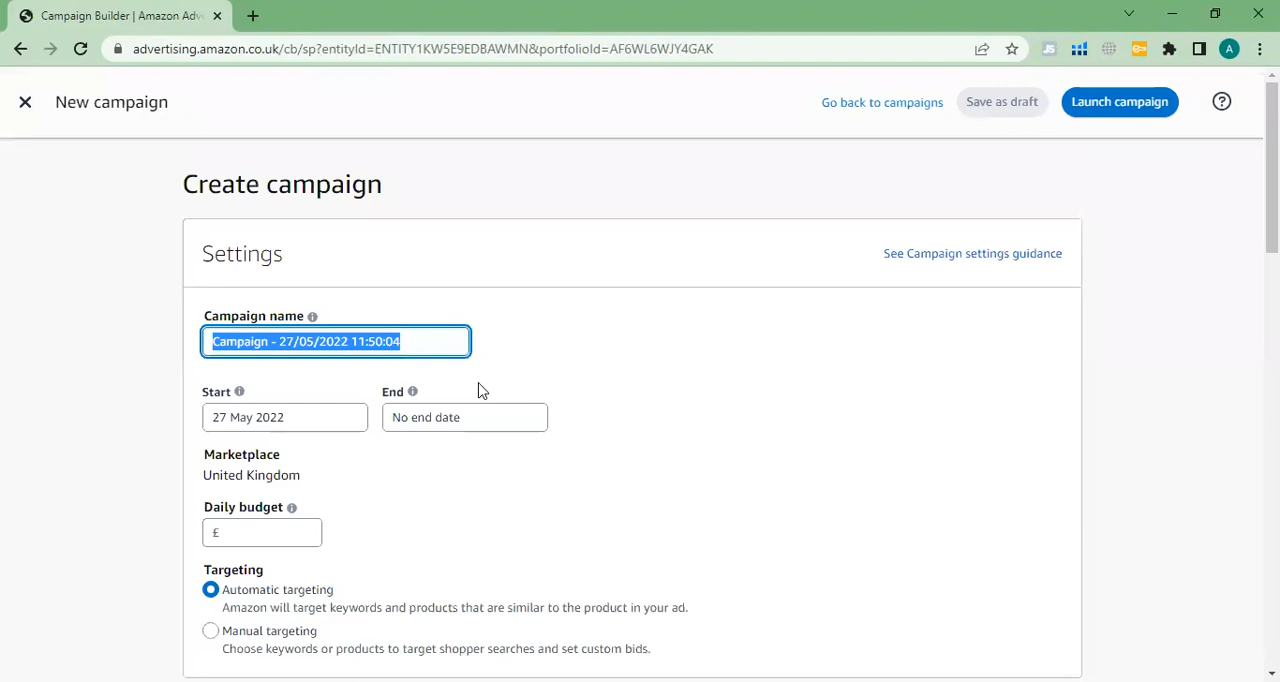 Campaign Builder | Amazon Adv
advertising.amazon.co.uk/cb/sp?entityId=ENTITY1KW5E9EDBAWMN&portfolioId=AF6WL6WJY4GAK
JS
A
New campaign
Go back to campaigns
Save as draft
Launch campaign
Create campaign
Settings
See Campaign settings guidance
Campaign name
Campaign - 27/05/2022 11:50:04
Start
End
27 May 2022
No end date
Marketplace
United Kingdom
Daily budget
£
Targeting
Automatic targeting
Amazon will target keywords and products that are similar to the product in your ad.
Manual targeting
Choose keywords or products to target shopper searches and set custom bids.